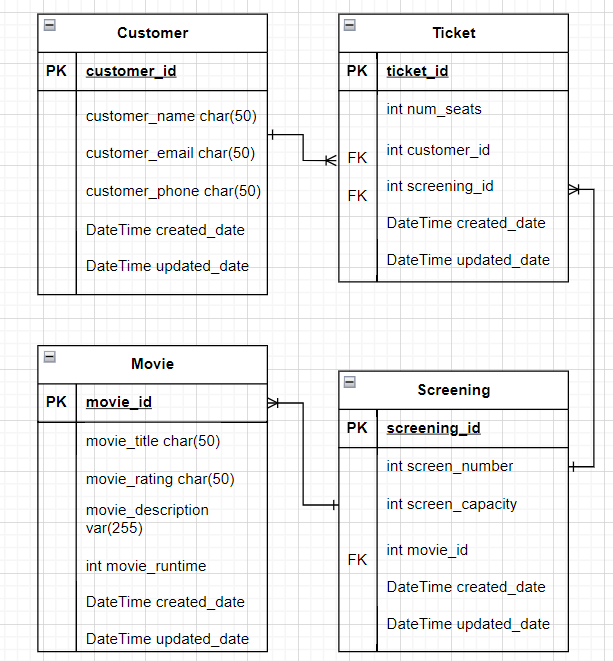 Customer
PK customer_id
customer_name char(50)
customer_email char(50)
customer_phone char(50)
DateTime created_date
DateTime updated_date
Ticket
PK ticket_id
int num_seats
FK int customer_id
FK int screening_id
DateTime created_date
DateTime updated_date
Movie
PK movie_id
movie_title char(50)
movie_rating char(50)
movie_description
var(255)
int movie_runtime
DateTime created_date
DateTime updated_date
Screening
PK screening_id
int screen_number
int screen_capacity
FK int movie_id
DateTime created_date
DateTime updated_date